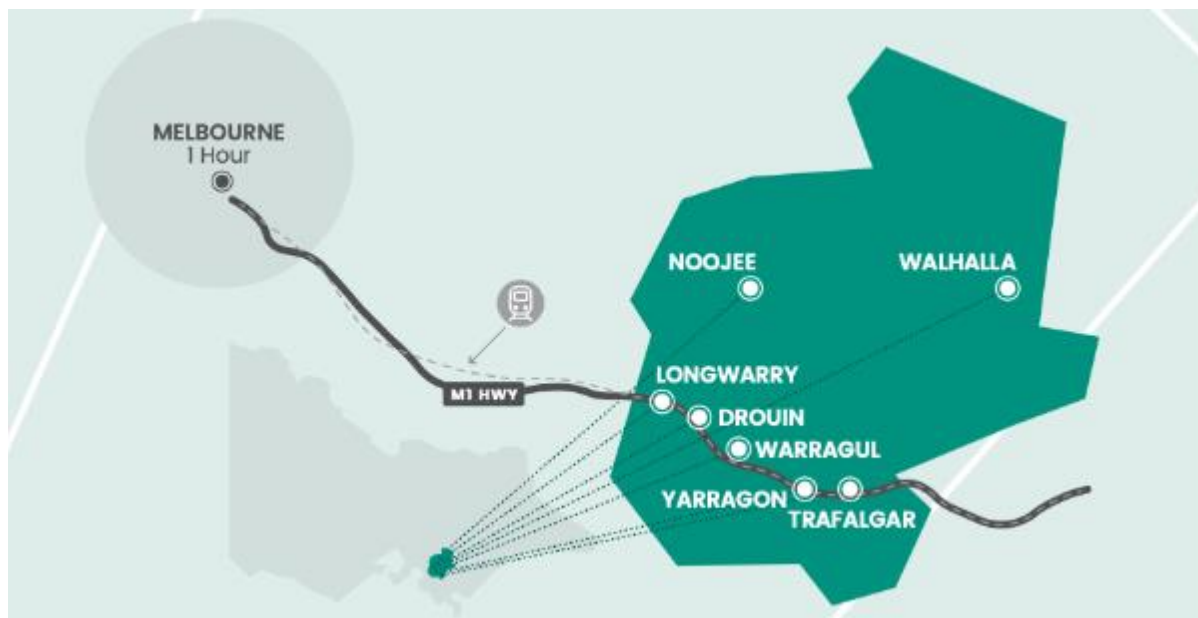 MELBOURNE
1 Hour
NOOJEE
WALHALLA
LONGWARRY
M1 HWY
DROUIN
WARRAGUL
YARRAGON
TRAFALGAR